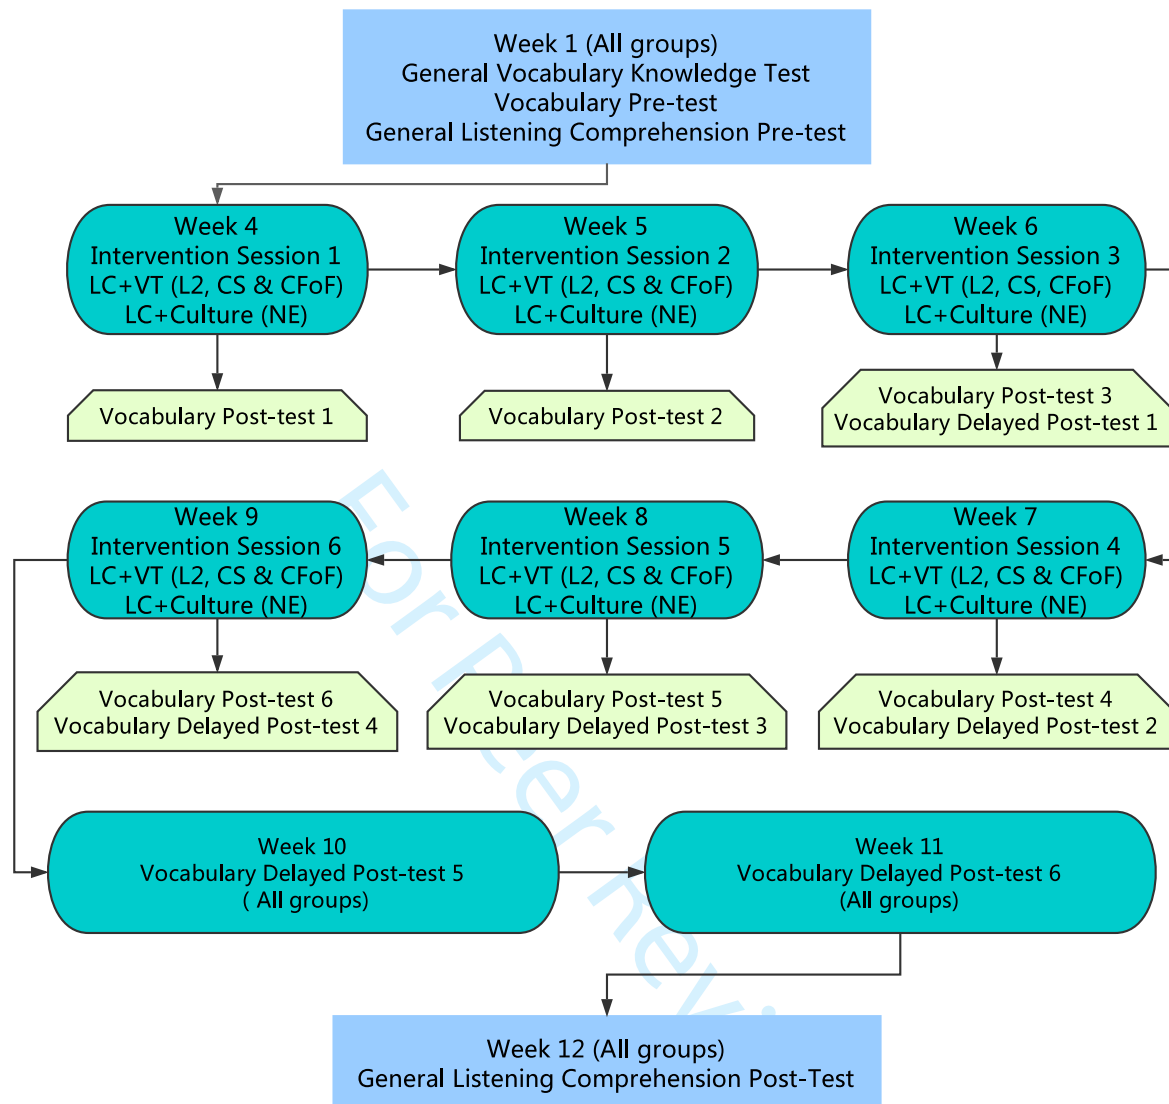 Week 1 (All groups)
General Vocabulary Knowledge Test
Vocabulary Pre-test
General Listening Comprehension Pre-test
Week 4
Intervention Session 1
LC+VT (L2, CS & CFoF)
LC+Culture (NE)
Week 5
Intervention Session 2
LC+VT (L2, CS & CFoF)
LC+Culture (NE)
Week 6
Intervention Session 3
LC+VT (L2, CS, CFoF)
LC+Culture (NE)
Vocabulary Post-test 1
Vocabulary Post-test 2
Vocabulary Post-test 3
Vocabulary Delayed Post-test 1
Week 7
Intervention Session 4
LC+VT (L2, CS & CFoF)
LC+Culture (NE)
Week 8
Intervention Session 5
LC+VT (L2, CS & CFoF)
LC+Culture (NE)
Week 9
Intervention Session 6
LC+VT (L2, CS & CFoF)
LC+Culture (NE)
Vocabulary Post-test 4
Vocabulary Delayed Post-test 2
Vocabulary Post-test 5
Vocabulary Delayed Post-test 3
Vocabulary Post-test 6
Vocabulary Delayed Post-test 4
Week 10
Vocabulary Delayed Post-test 5
( All groups)
Week 11
Vocabulary Delayed Post-test 6
(All groups)
Week 12 (All groups)
General Listening Comprehension Post-Test
For Peer Revi